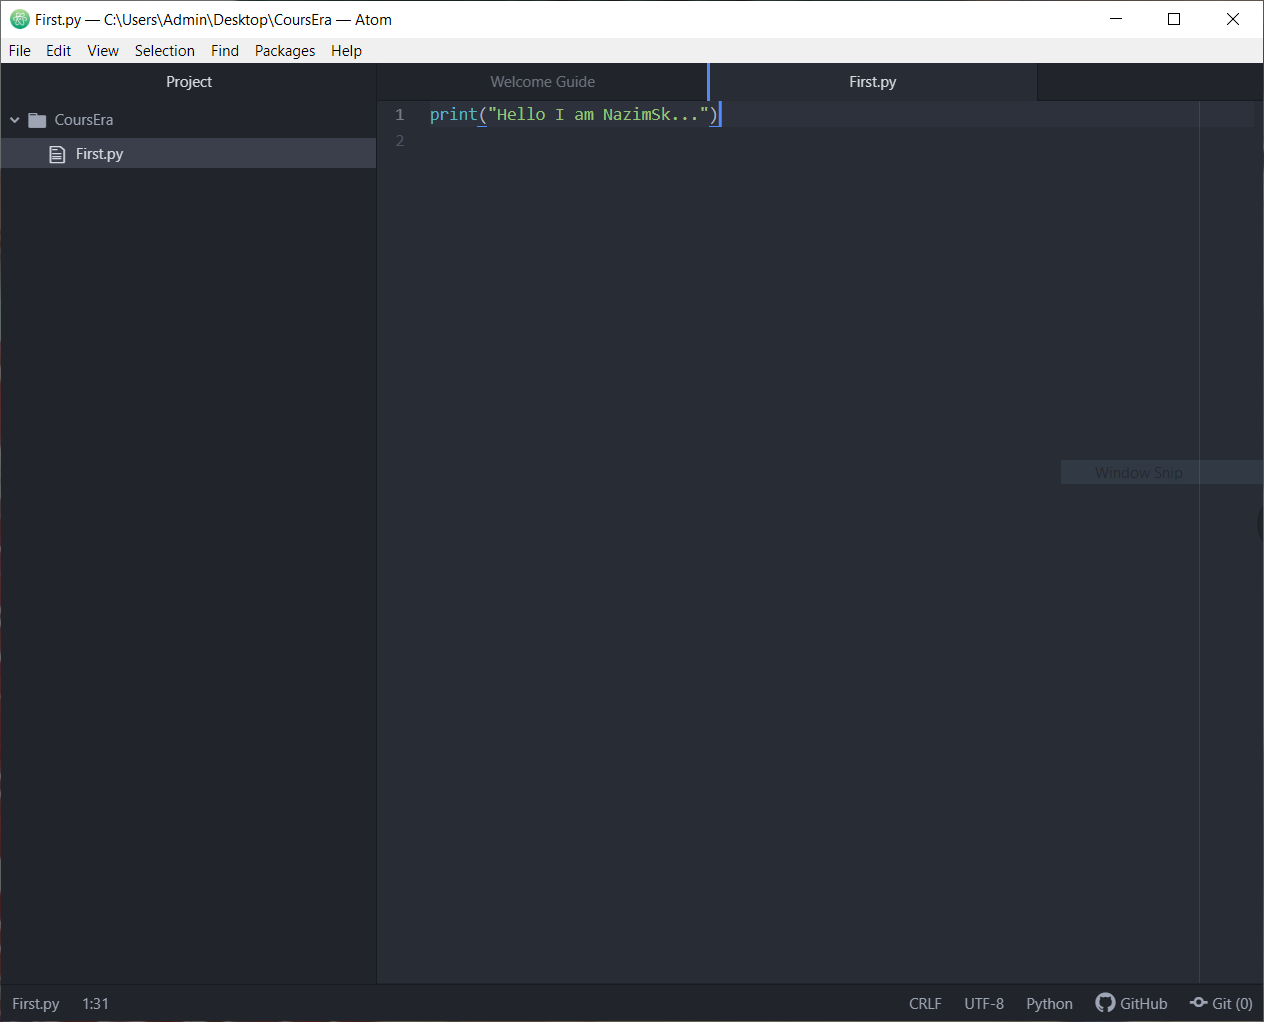 First.py — C:\Users\Admin\Desktop\CoursEra — Atom
File Edit View Selection Find Packages Help
Project
Welcome Guide
First.py
CoursEra
First.py
1 print("Hello I am NazimSk...")
2
Window Snip
First.py 1:31
CRLF UTF-8 Python GitHub Git (0)